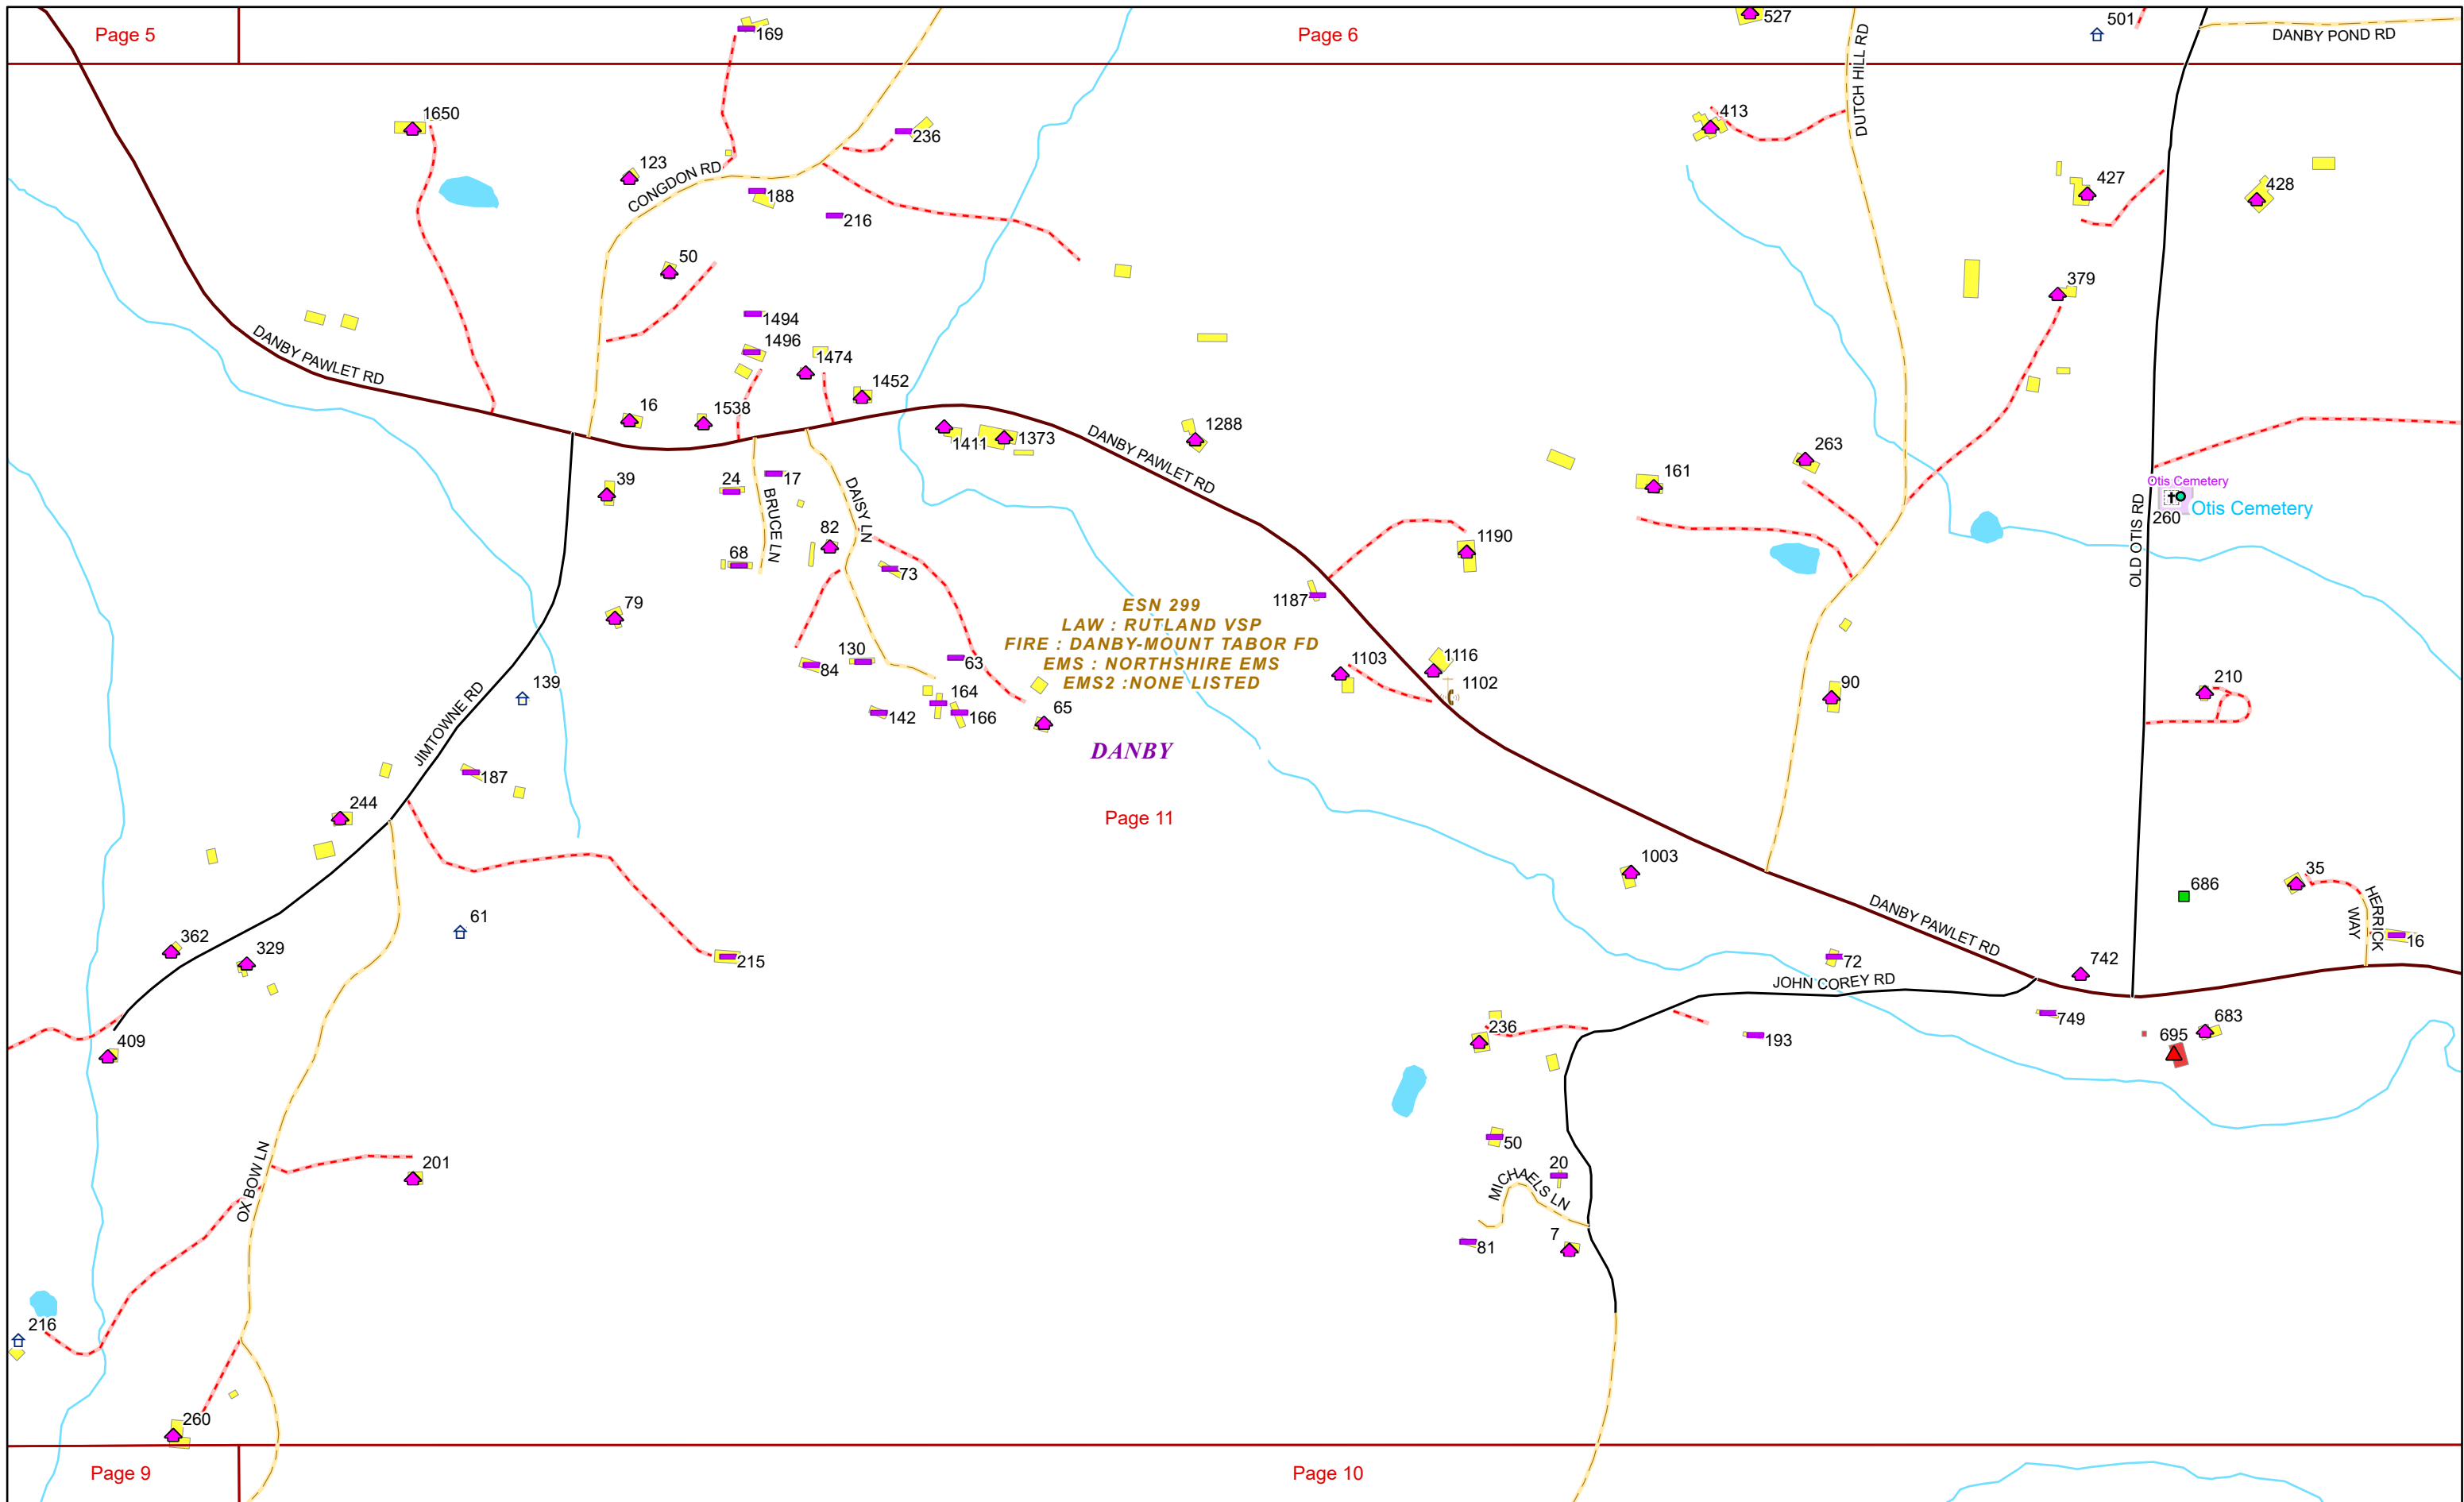 Page 5
169
Page 6
527
501
DANBY POND RD
DUTCH HILL RD
1650
236
413
123
CONGDON RD
188
216
427
428
50
379
1494
1496
1474
DANBY PAWLET RD
1452
16
1538
1411
1373
1288
DANBY PAWLET RD
263
161
39
24
17
BRUCE LN
DAISY LN
82
68
73
1190
Otis Cemetery
260
Otis Cemetery
OLD OTIS RD
79
1187
ESN 299
LAW : RUTLAND VSP
FIRE : DANBY-MOUNT TABOR FD
EMS : NORTHSHIRE EMS
EMS2 :NONE LISTED
84
130
63
1103
1116
1102
139
164
142
166
65
90
210
JIMTOWNE RD
DANBY
187
244
Page 11
1003
35
686
HERRICK
WAY
16
61
362
329
215
DANBY PAWLET RD
72
742
JOHN COREY RD
409
236
193
749
695
683
50
20
MICHAELS LN
201
OX BOW LN
7
81
216
260
Page 9
Page 10